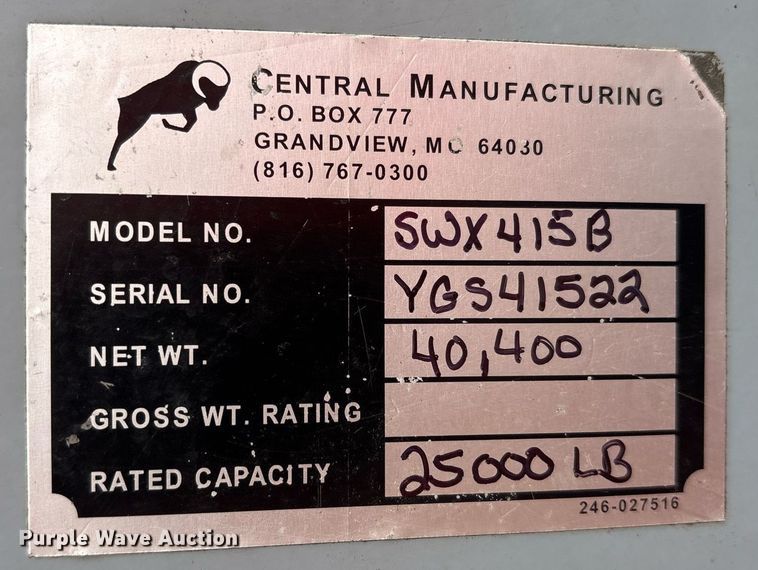 CENTRAL MANUFACTURING
P.O. BOX 777
GRANDVIEW, MO 64030
(816) 767-0300
MODEL NO. SWX415B
SERIAL NO. YGS41522
NET WT. 40,400
GROSS WT. RATING
RATED CAPACITY 25000 LB
246-027516
Purple Wave Auction